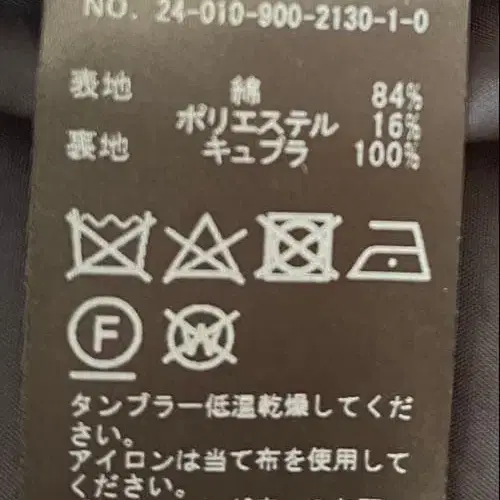 NO. 24-010-900-2130-1-0
表地 綿 84%
ポリエステル 16%
裏地 キュプラ 100%
F W
タンブラー低温乾燥してくだ
さい。
アイロンは当て布を使用して
ください。